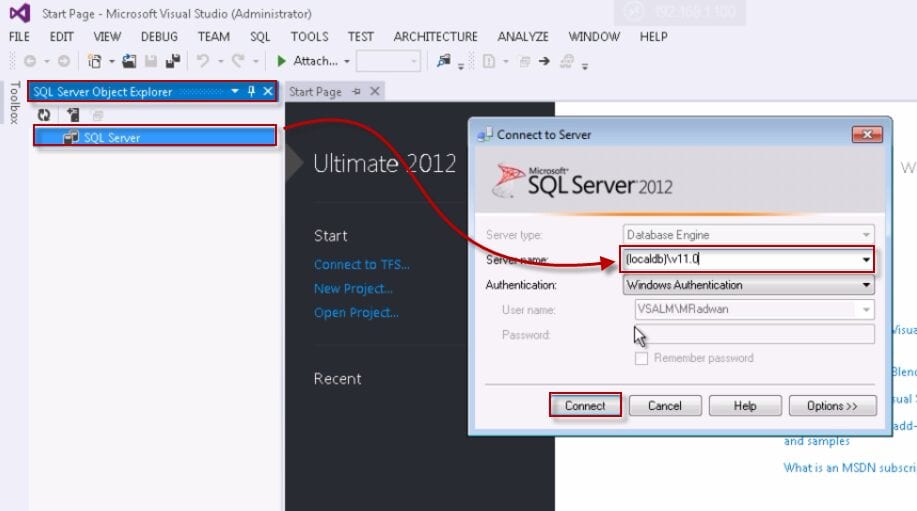 Start Page - Microsoft Visual Studio (Administrator)
192.168.1.100
FILE EDIT VIEW DEBUG TEAM SQL TOOLS TEST ARCHITECTURE ANALYZE WINDOW HELP
Attach...
Toolbox
SQL Server Object Explorer
Start Page
SQL Server
Ultimate 2012
Start
Connect to TFS...
New Project...
Open Project...
Recent
Connect to Server
Microsoft
SQL Server 2012
Server type: Database Engine
Server name: (localdb)\v11.0
Authentication: Windows Authentication
User name: VSALM\MRadwan
Password:
Remember password
Connect Cancel Help Options >>
W
and samples
What is an MSDN subscri